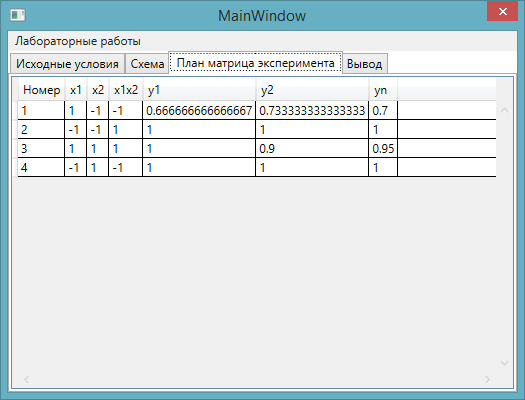 MainWindow
Лабораторные работы
Исходные условия Схема План матрица эксперимента Вывод
Номер x1 x2 x1x2 y1 y2 yn
1 1 -1 -1 0.666666666666667 0.733333333333333 0.7
2 -1 -1 1 1 1 1
3 1 1 1 1 0.9 0.95
4 -1 1 -1 1 1 1